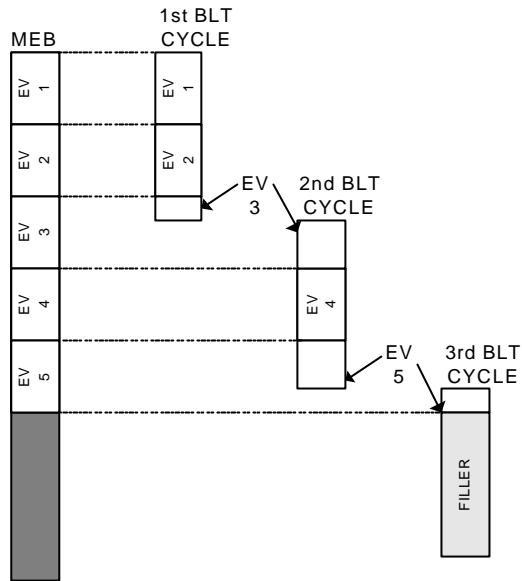 1st BLT
CYCLE
MEB
EV 1
EV 1
EV 2
EV 2
EV
3
2nd BLT
CYCLE
EV 3
EV 4
EV 4
EV
5
3rd BLT
CYCLE
EV 5
FILLER